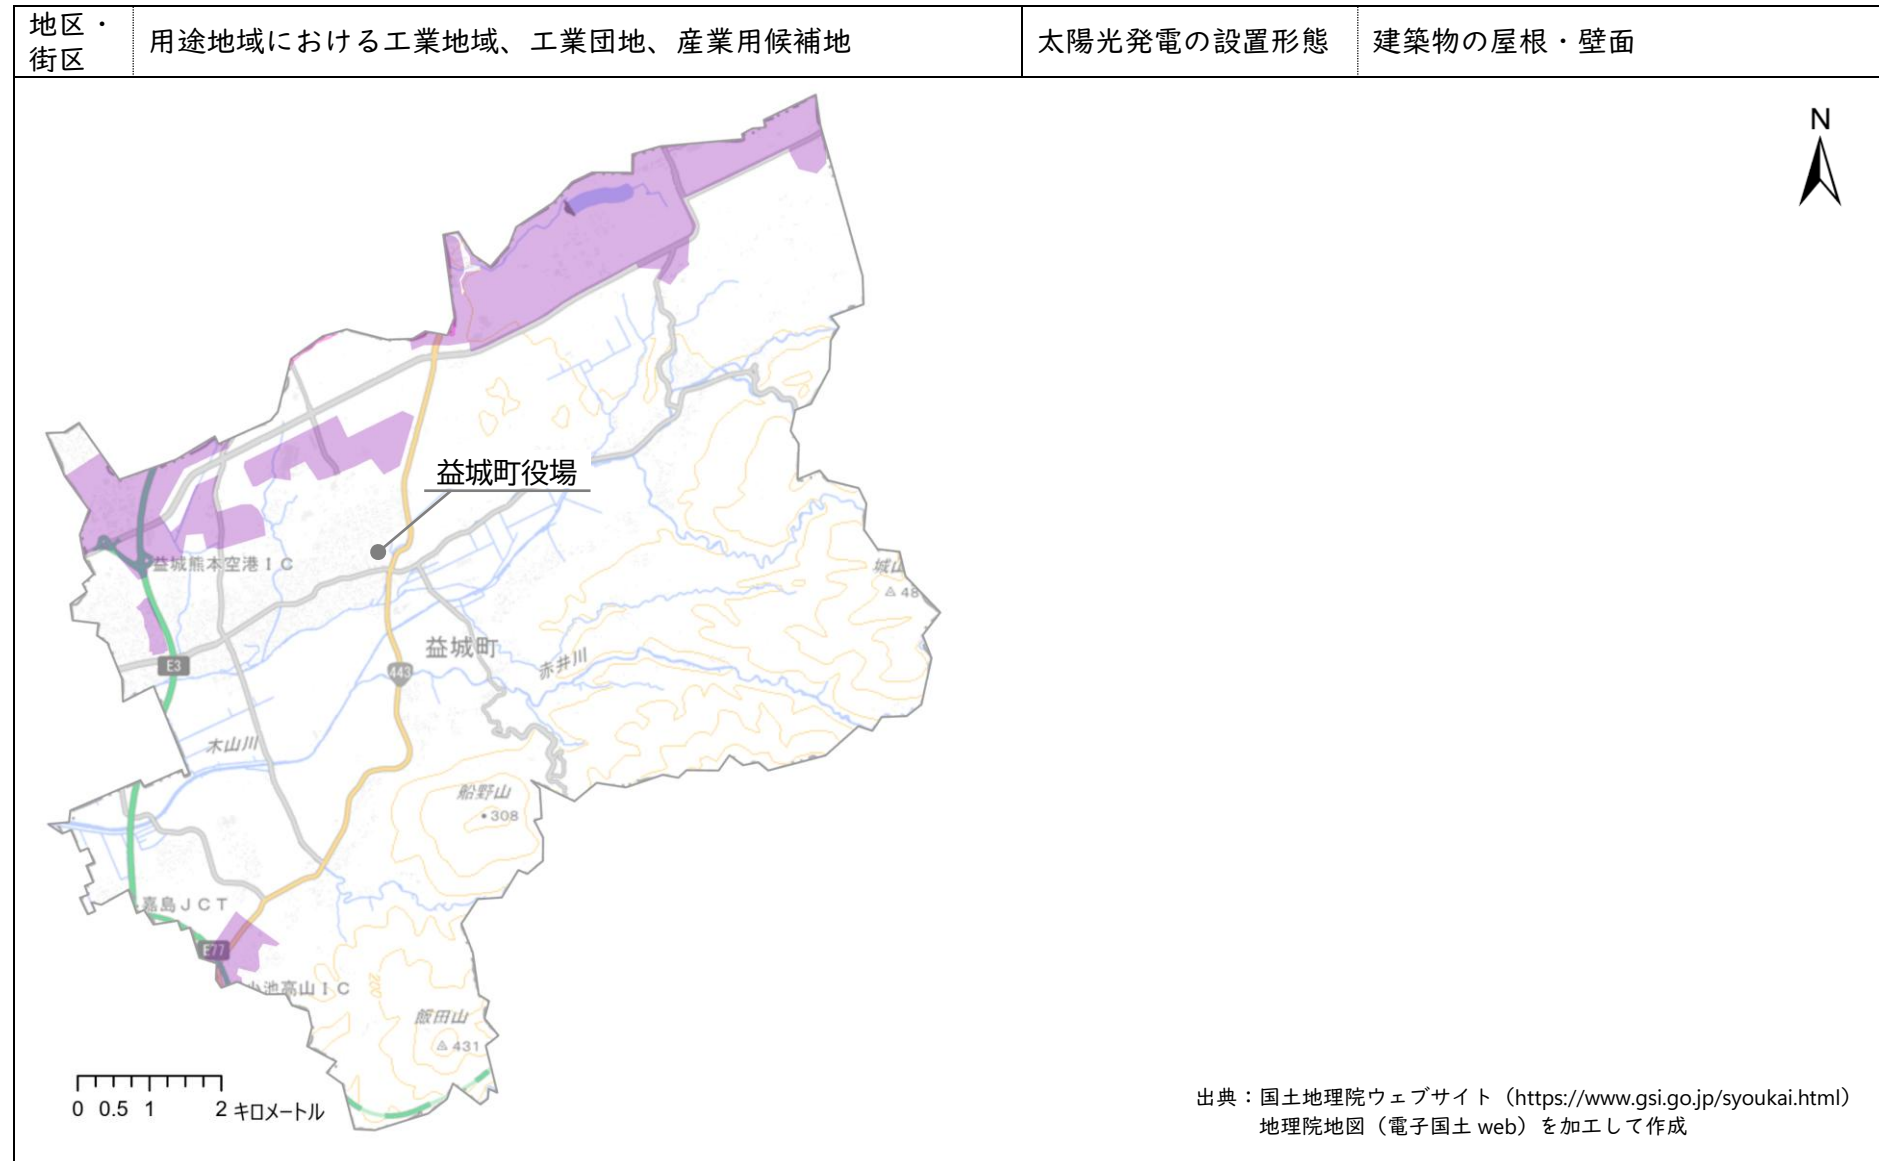 地区・
街区
用途地域における工業地域、工業団地、産業用候補地
太陽光発電の設置形態
建築物の屋根・壁面
N
益城町役場
益城熊本空港ＩＣ
城山
48
E3
益城町
赤井川
443
木山川
船野山
308
嘉島ＪＣＴ
E77
小池高山ＩＣ
200
飯田山
431
0 0.5 1 2 キロメートル
出典：国土地理院ウェブサイト（https://www.gsi.go.jp/syoukai.html）
地理院地図（電子国土 web）を加工して作成